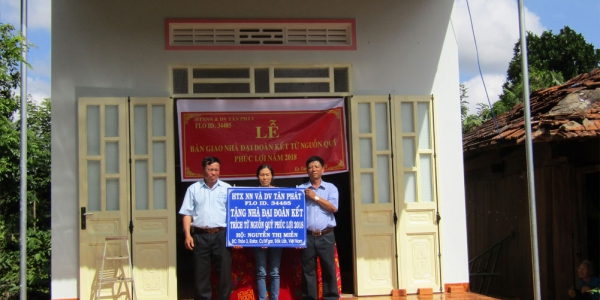 HTXNN & DV TÂN PHÁT
FLO ID. 34485
LỄ
BÀN GIAO NHÀ ĐẠI ĐOÀN KẾT TỪ NGUỒN QUỸ
PHÚC LỢI NĂM 2018
HTX NN VÀ DV TÂN PHÁT
FLO ID. 34485
TẶNG NHÀ ĐẠI ĐOÀN KẾT
TRÍCH TỪ NGUỒN QUỸ PHÚC LỢI 2018
HỘ: NGUYỄN THỊ MIỀN